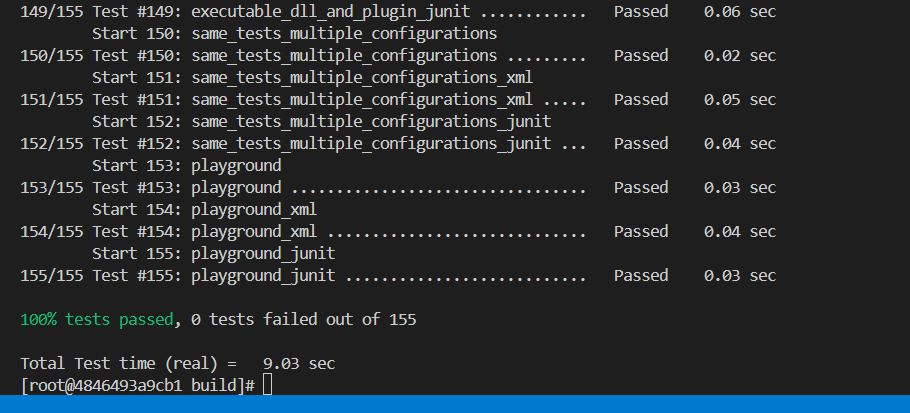 149/155 Test #149: executable_dll_and_plugin_junit ............   Passed    0.06 sec
        Start 150: same_tests_multiple_configurations
150/155 Test #150: same_tests_multiple_configurations .........   Passed    0.02 sec
        Start 151: same_tests_multiple_configurations_xml
151/155 Test #151: same_tests_multiple_configurations_xml .....   Passed    0.05 sec
        Start 152: same_tests_multiple_configurations_junit
152/155 Test #152: same_tests_multiple_configurations_junit ...   Passed    0.04 sec
        Start 153: playground
153/155 Test #153: playground .................................   Passed    0.03 sec
        Start 154: playground_xml
154/155 Test #154: playground_xml .............................   Passed    0.04 sec
        Start 155: playground_junit
155/155 Test #155: playground_junit ...........................   Passed    0.03 sec
100% tests passed, 0 tests failed out of 155
Total Test time (real) =   9.03 sec
[root@4846493a9cb1 build]#